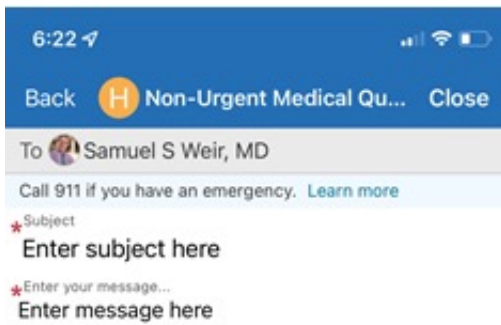 6:22
Back H Non-Urgent Medical Qu... Close
To Samuel S Weir, MD
Call 911 if you have an emergency. Learn more
*Subject
Enter subject here
*Enter your message...
Enter message here